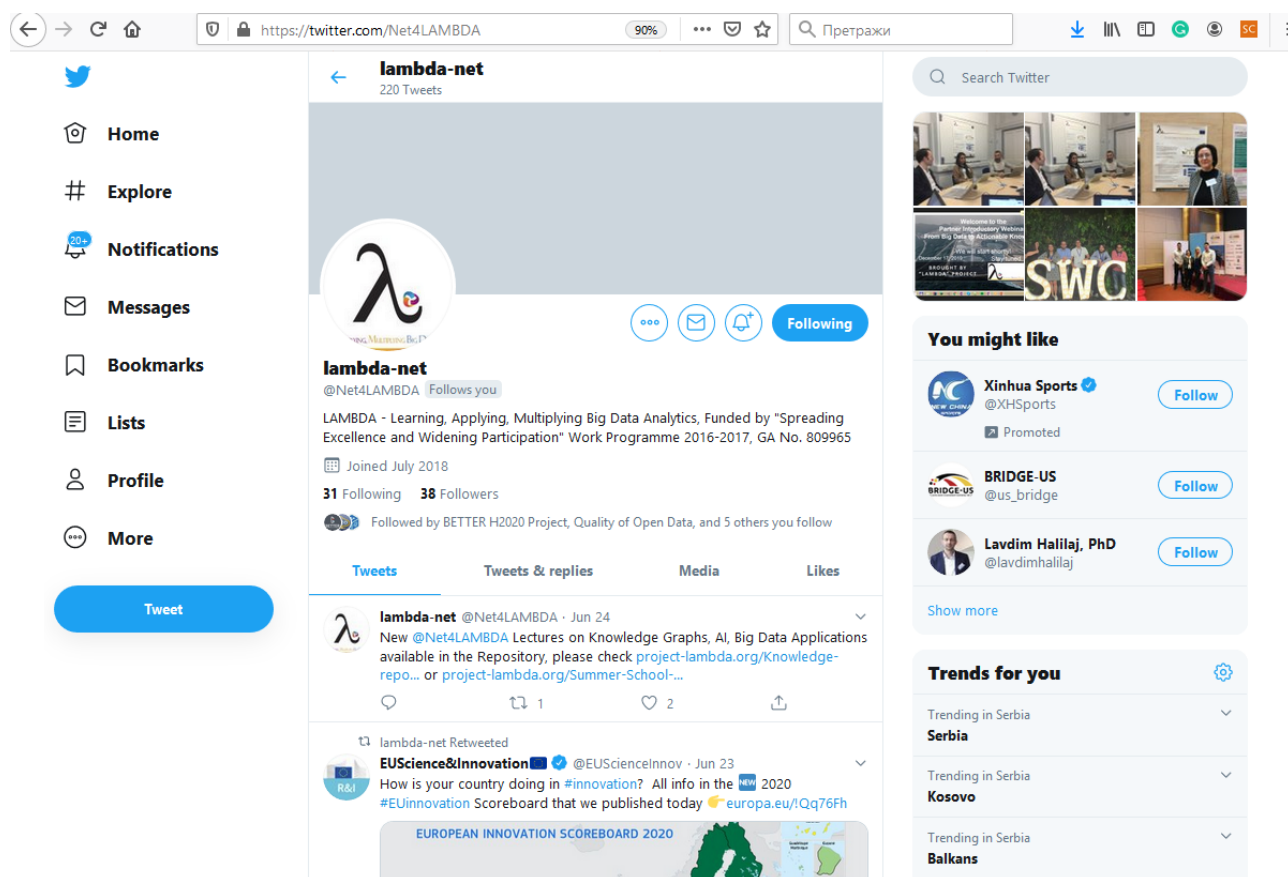 https://twitter.com/Net4LAMBDA
90%
Претражи
SC
lambda-net
220 Tweets
Home
Explore
20+
Notifications
Messages
Bookmarks
Lists
Profile
More
Tweet
Following
lambda-net
@Net4LAMBDA Follows you
LAMBDA - Learning, Applying, Multiplying Big Data Analytics, Funded by "Spreading
Excellence and Widening Participation" Work Programme 2016-2017, GA No. 809965
Joined July 2018
31 Following 38 Followers
Followed by BETTER H2020 Project, Quality of Open Data, and 5 others you follow
Tweets Tweets & replies Media Likes
lambda-net @Net4LAMBDA · Jun 24
New @Net4LAMBDA Lectures on Knowledge Graphs, AI, Big Data Applications
available in the Repository, please check project-lambda.org/Knowledge-
repo... or project-lambda.org/Summer-School-...
1 2
lambda-net Retweeted
R&I
EUScience&Innovation @EUScienceInnov · Jun 23
How is your country doing in #innovation? All info in the NEW 2020
#EUinnovation Scoreboard that we published today europa.eu/!Qq76Fh
EUROPEAN INNOVATION SCOREBOARD 2020
Search Twitter
Welcome to the
Partner Introductory Webinar
SWC
You might like
Xinhua Sports
@XHSports
Promoted
Follow
BRIDGE-US
BRIDGE-US
@us_bridge
Follow
Lavdim Halilaj, PhD
@lavdimhalilaj
Follow
Show more
Trends for you
Trending in Serbia
Serbia
Trending in Serbia
Kosovo
Trending in Serbia
Balkans